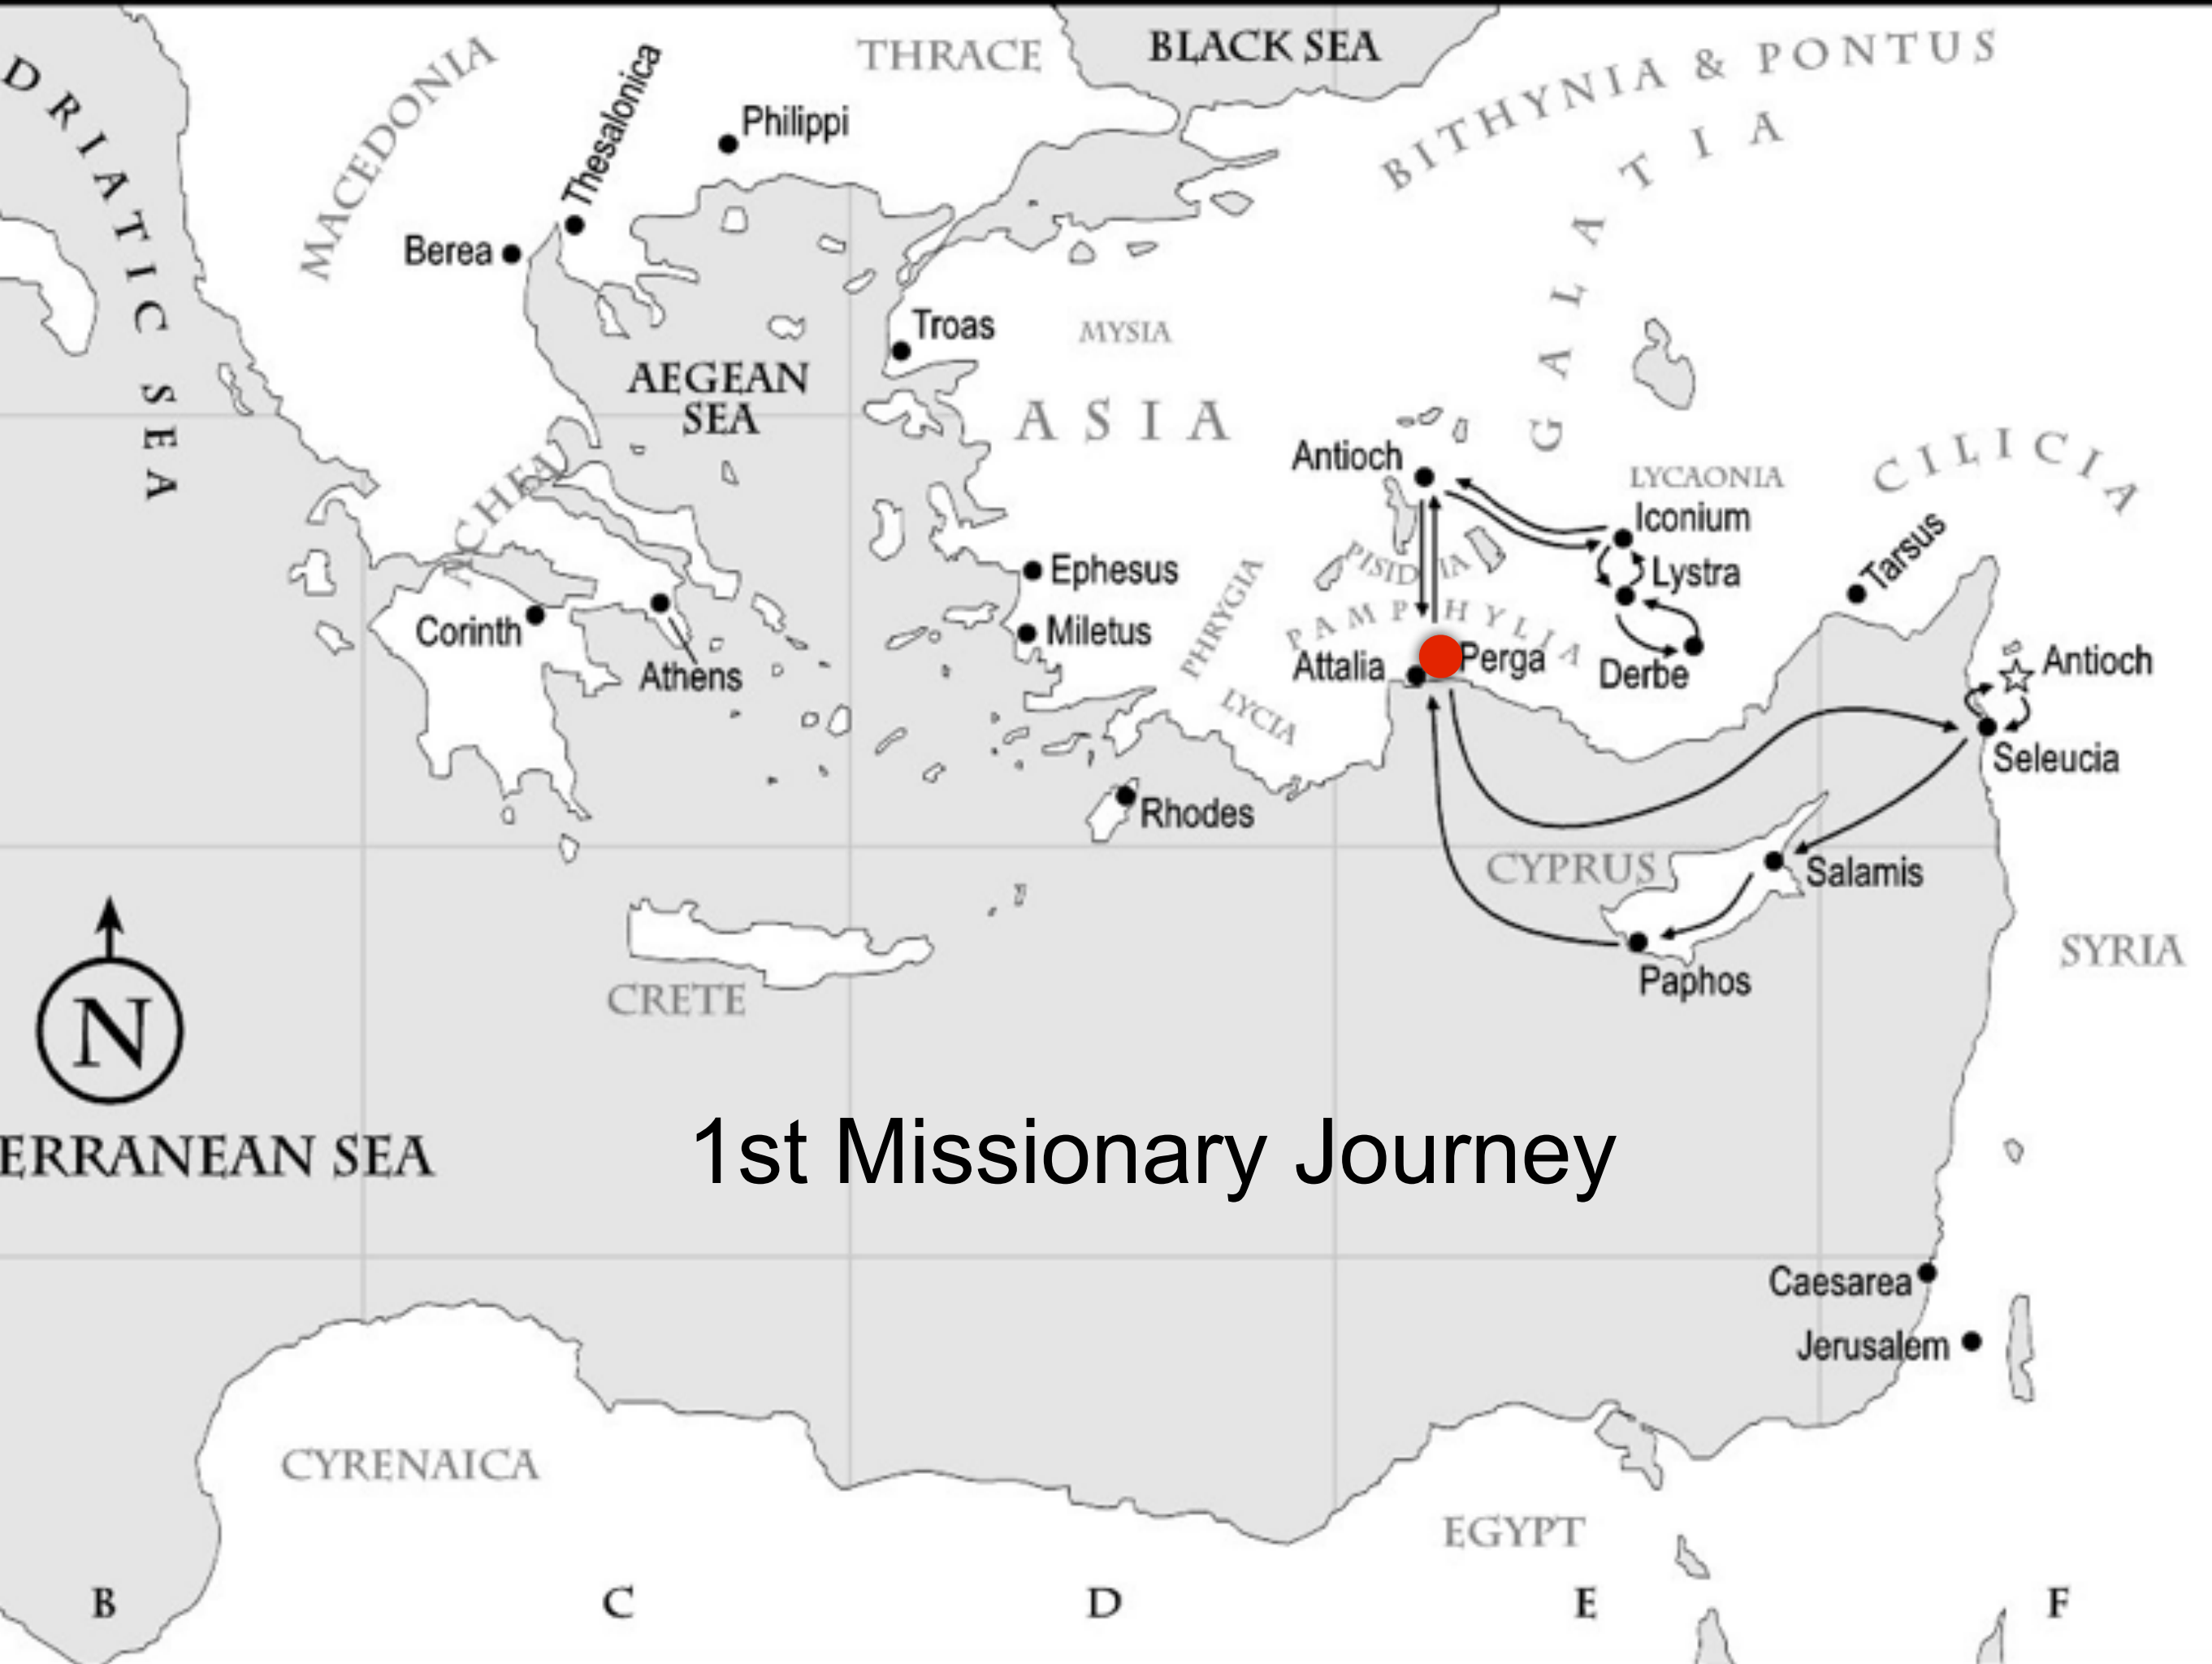 BLACK SEA
THRACE
BITHYNIA & PONTUS
MACEDONIA
Thesalonica
Philippi
DRIATIC SEA
GALATIA
Berea
Troas
MYSIA
AEGEAN
SEA
ASIA
Antioch
LYCAONIA
CILICIA
ACHEA
Iconium
Tarsus
PISIDIA
Ephesus
Lystra
PHRYGIA
PAMPHYLIA
Corinth
Miletus
Athens
Attalia
Perga
Derbe
Antioch
LYCIA
Seleucia
Rhodes
CYPRUS
Salamis
SYRIA
Paphos
CRETE
N
ERRANEAN SEA
1st Missionary Journey
Caesarea
Jerusalem
CYRENAICA
EGYPT
B C D E F